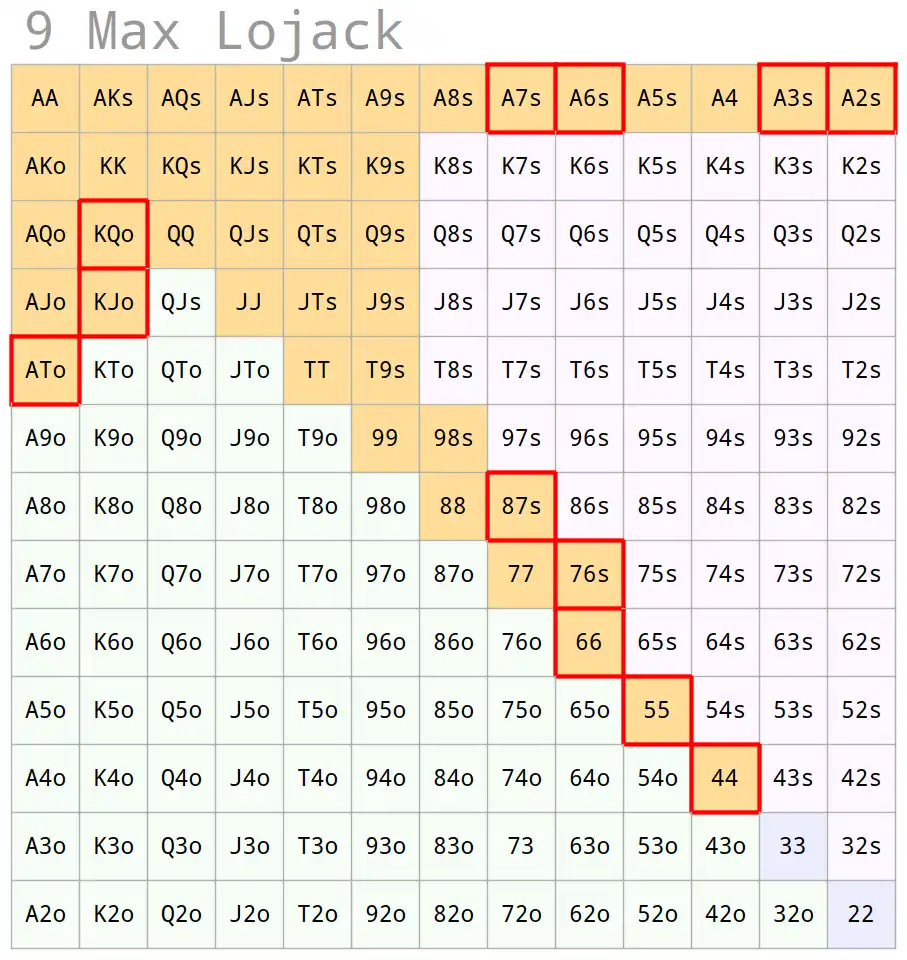 9 Max Lojack
AA AKs AQs AJs ATs A9s A8s A7s A6s A5s A4 A3s A2s
AKo KK KQs KJs KTs K9s K8s K7s K6s K5s K4s K3s K2s
AQo KQo QQ QJs QTs Q9s Q8s Q7s Q6s Q5s Q4s Q3s Q2s
AJo KJo QJs JJ JTs J9s J8s J7s J6s J5s J4s J3s J2s
ATo KTo QTo JTo TT T9s T8s T7s T6s T5s T4s T3s T2s
A9o K9o Q9o J9o T9o 99 98s 97s 96s 95s 94s 93s 92s
A8o K8o Q8o J8o T8o 98o 88 87s 86s 85s 84s 83s 82s
A7o K7o Q7o J7o T7o 97o 87o 77 76s 75s 74s 73s 72s
A6o K6o Q6o J6o T6o 96o 86o 76o 66 65s 64s 63s 62s
A5o K5o Q5o J5o T5o 95o 85o 75o 65o 55 54s 53s 52s
A4o K4o Q4o J4o T4o 94o 84o 74o 64o 54o 44 43s 42s
A3o K3o Q3o J3o T3o 93o 83o 73 63o 53o 43o 33 32s
A2o K2o Q2o J2o T2o 92o 82o 72o 62o 52o 42o 32o 22